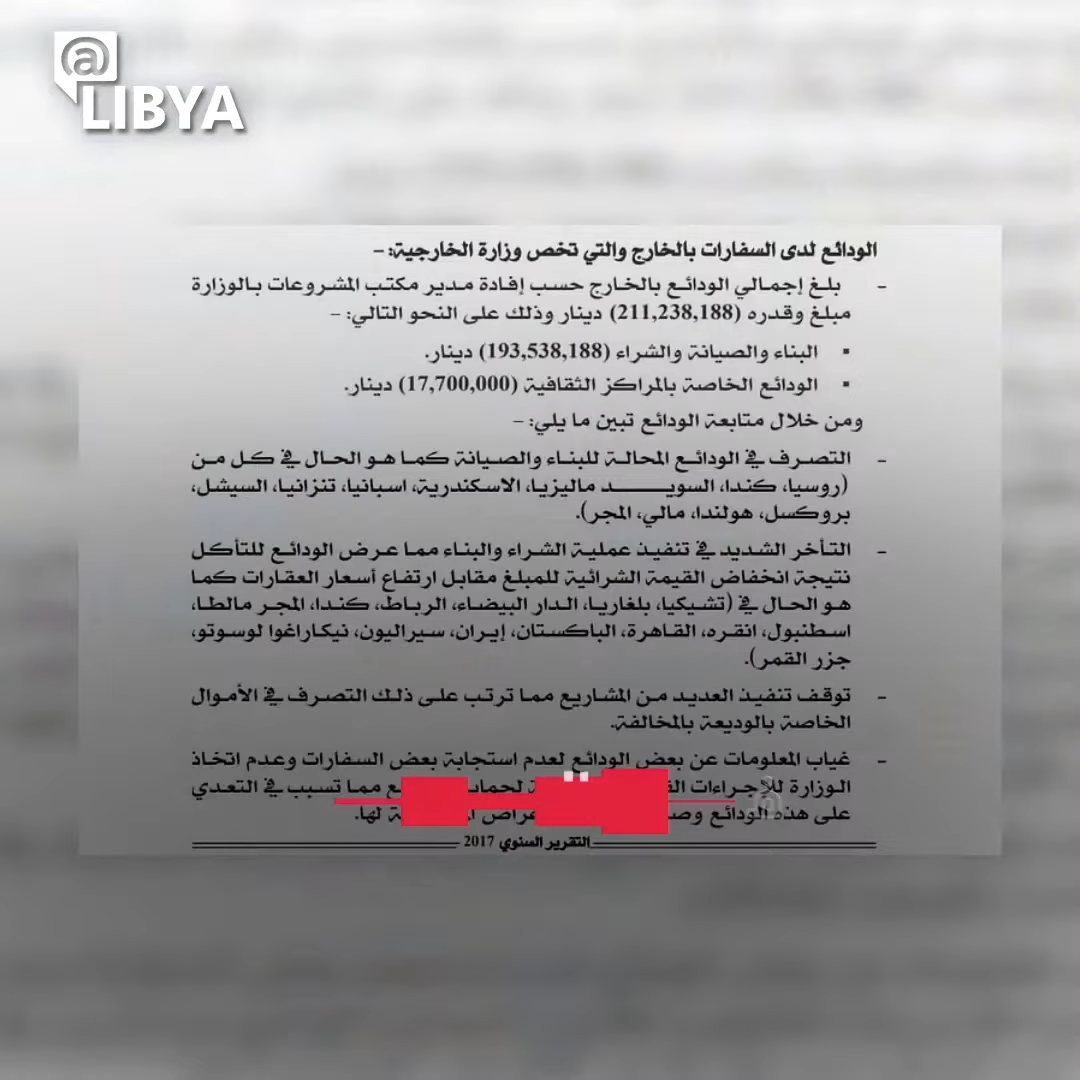 @
LIBYA
الودائع لدى السفارات بالخارج والتي تخص وزارة الخارجية: –
- بلغ إجمالي الودائع بالخارج حسب إفادة مدير مكتب المشروعات بالوزارة
مبلغ وقدره (211,238,188) دينار وذلك على النحو التالي: –
▪ البناء والصيانة والشراء (193,538,188) دينار.
▪ الودائع الخاصة بالمراكز الثقافية (17,700,000) دينار.
ومن خلال متابعة الودائع تبين ما يلي: –
- التصرف في الودائع المحالة للبناء والصيانة كما هو الحال في كل من
(روسيا، كندا، السويد ماليزيا، الاسكندرية، اسبانيا، تنزانيا، السيشل،
بروكسل، هولندا، مالي، المجر).
- التأخر الشديد في تنفيذ عملية الشراء والبناء مما عرض الودائع للتأكل
نتيجة انخفاض القيمة الشرائية للمبلغ مقابل ارتفاع أسعار العقارات كما
هو الحال في (تشيكيا، بلغاريا، الدار البيضاء، الرباط، كندا، المجر مالطا،
اسطنبول، انقره، القاهرة، الباكستان، إيران، سيراليون، نيكاراغوا لوسوتو،
جزر القمر).
- توقف تنفيذ العديد من المشاريع مما ترتب على ذلك التصرف في الأموال
الخاصة بالوديعة بالمخالفة.
- غياب المعلومات عن بعض الودائع لعدم استجابة بعض السفارات وعدم اتخاذ
الوزارة للإجراءات مما تسبب في التعدي
على هذه الودائع لها.
التقرير السنوي 2017